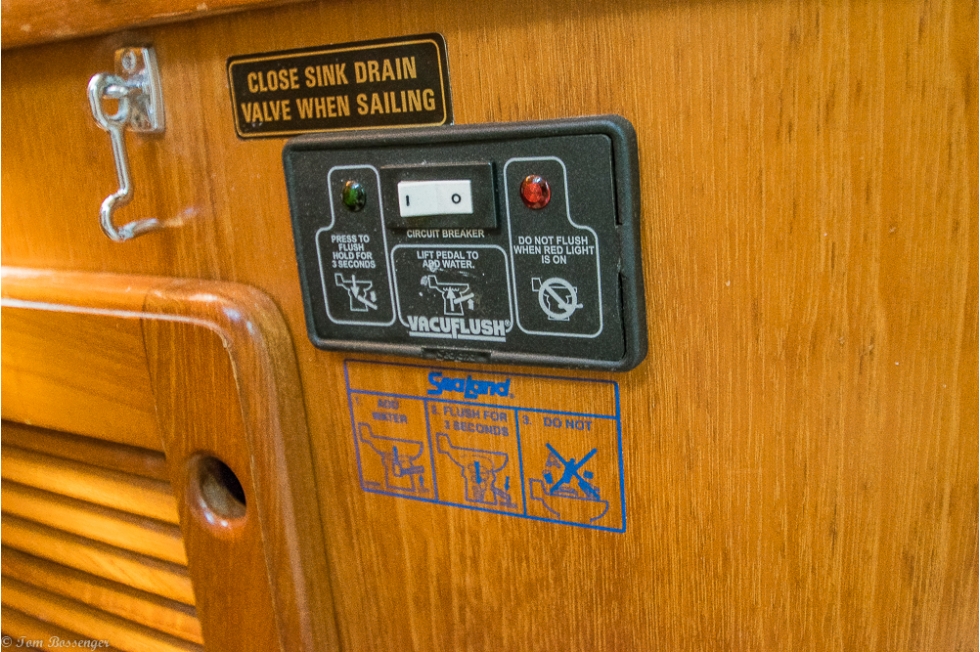 CLOSE SINK DRAIN
VALVE WHEN SAILING
PRESS TO
FLUSH
HOLD FOR
3 SECONDS
I O
CIRCUIT BREAKER
LIFT PEDAL TO
ADD WATER.
VACUFLUSH®
DO NOT FLUSH
WHEN RED LIGHT
IS ON
SeaLand
SeaLand®
1. ADD
WATER
2. FLUSH FOR
3 SECONDS
3. DO NOT
© Tom Bossenger